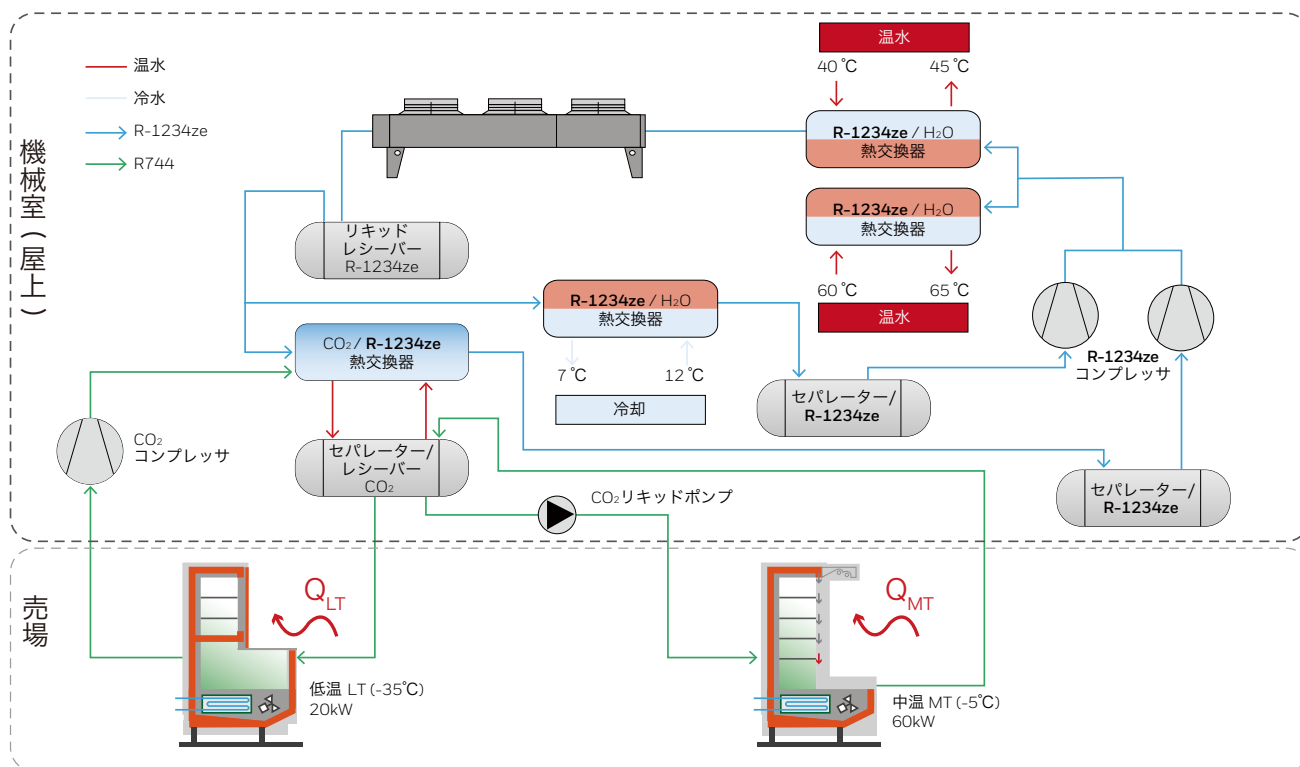 温水
冷水
R-1234ze
R744
機械室(屋上)
温水
40℃
45℃
R-1234ze / H₂O
熱交換器
R-1234ze / H₂O
熱交換器
60℃
65℃
温水
リキッド
レシーバー
R-1234ze
R-1234ze / H₂O
熱交換器
7℃
12℃
冷却
CO₂/ R-1234ze
熱交換器
R-1234ze
コンプレッサ
セパレーター/
R-1234ze
CO₂
コンプレッサ
セパレーター/
レシーバー
CO₂
セパレーター/
R-1234ze
CO₂リキッドポンプ
売場
QLT
低温 LT (-35℃)
20kW
QMT
中温 MT (-5℃)
60kW